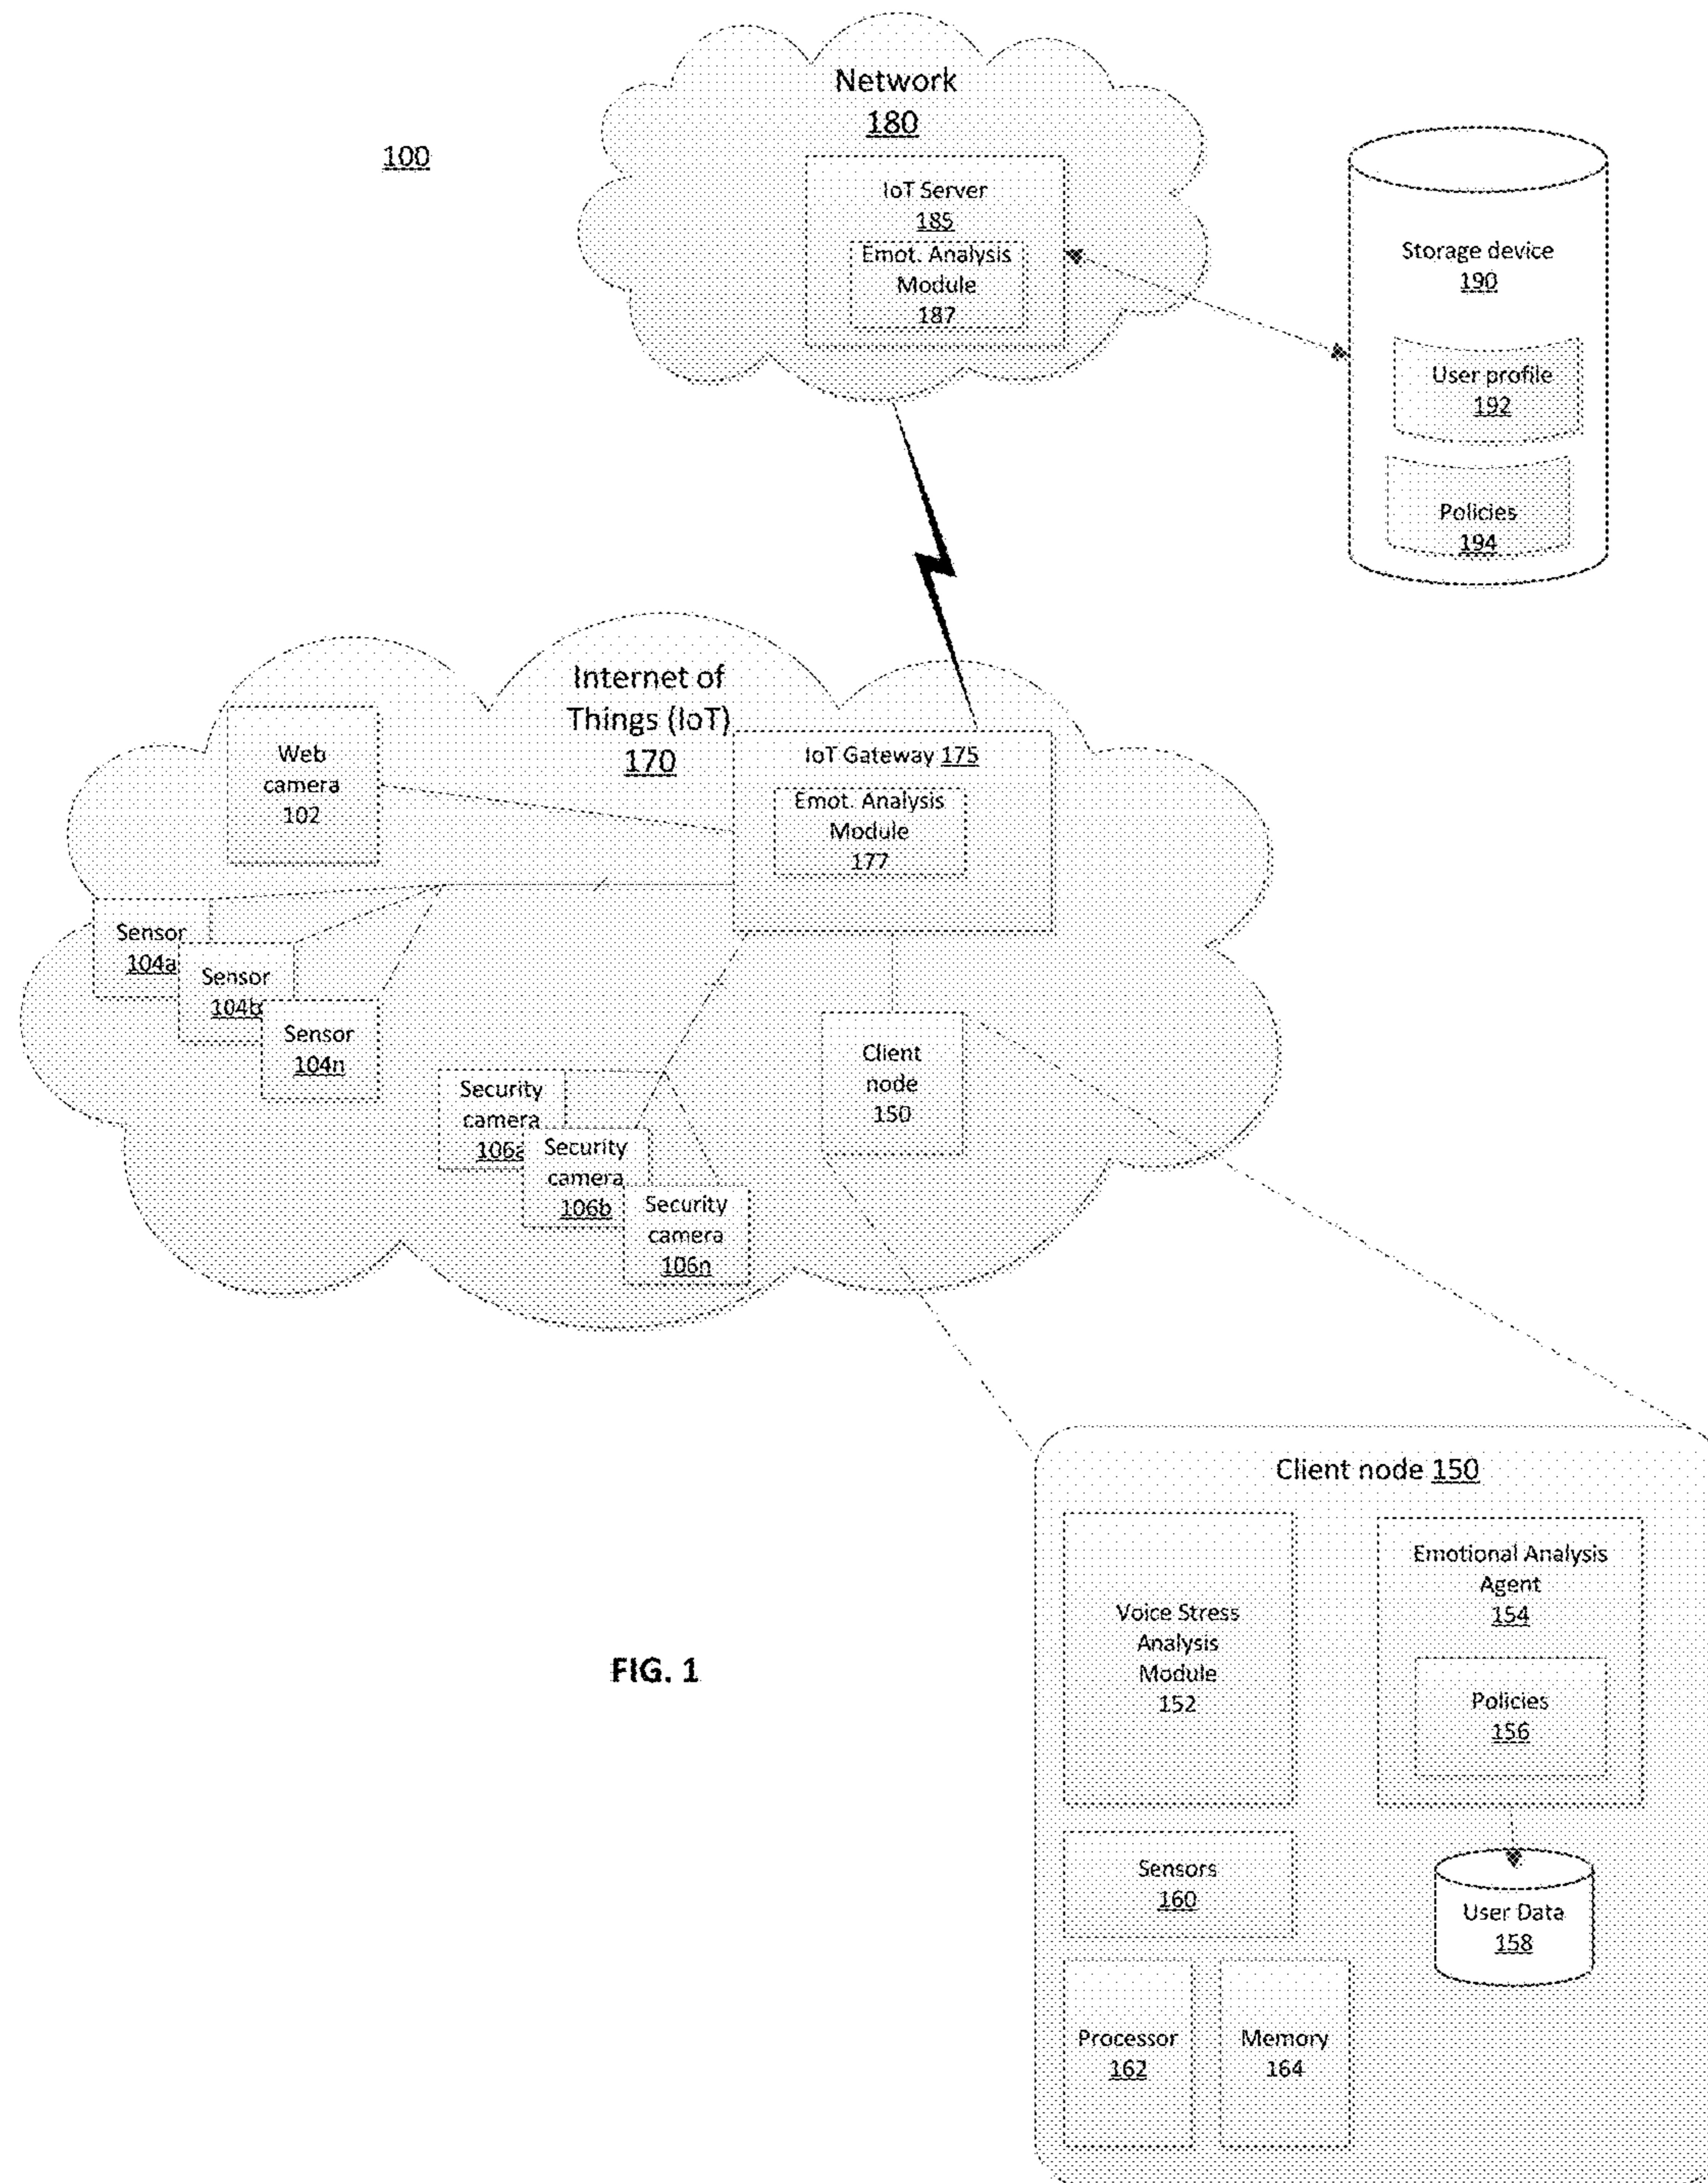 100
Network
180
IoT Server
185
Emot. Analysis
Module
187
Storage device
190
User profile
192
Policies
194
Internet of
Things (IoT)
170
Web
camera
102
IoT Gateway 175
Emot. Analysis
Module
177
Sensor
104a
Sensor
104b
Sensor
104n
Security
camera
106a
Security
camera
106b
Security
camera
106n
Client
node
150
Client node 150
Voice Stress
Analysis
Module
152
Emotional Analysis
Agent
154
Policies
156
Sensors
160
User Data
158
Processor
162
Memory
164
FIG. 1